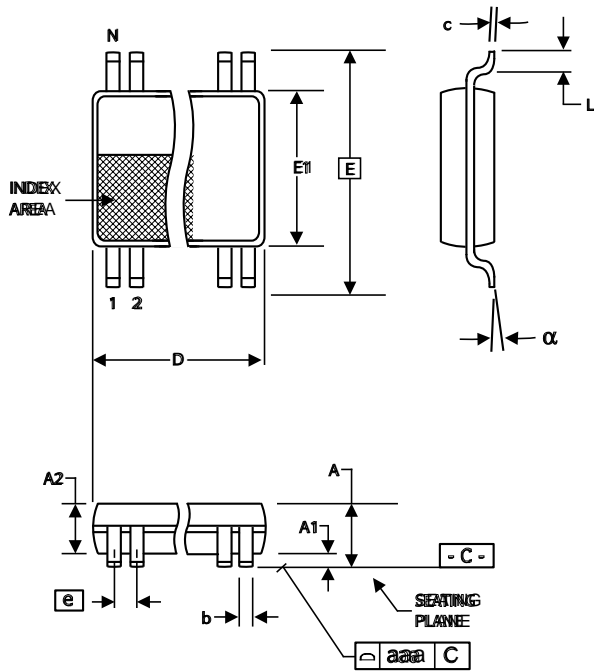 N
c
L
E1
E
INDEX
AREA
1 2
α
D
A2
A
A1
- C -
e
b
SEATING
PLANE
aaa C